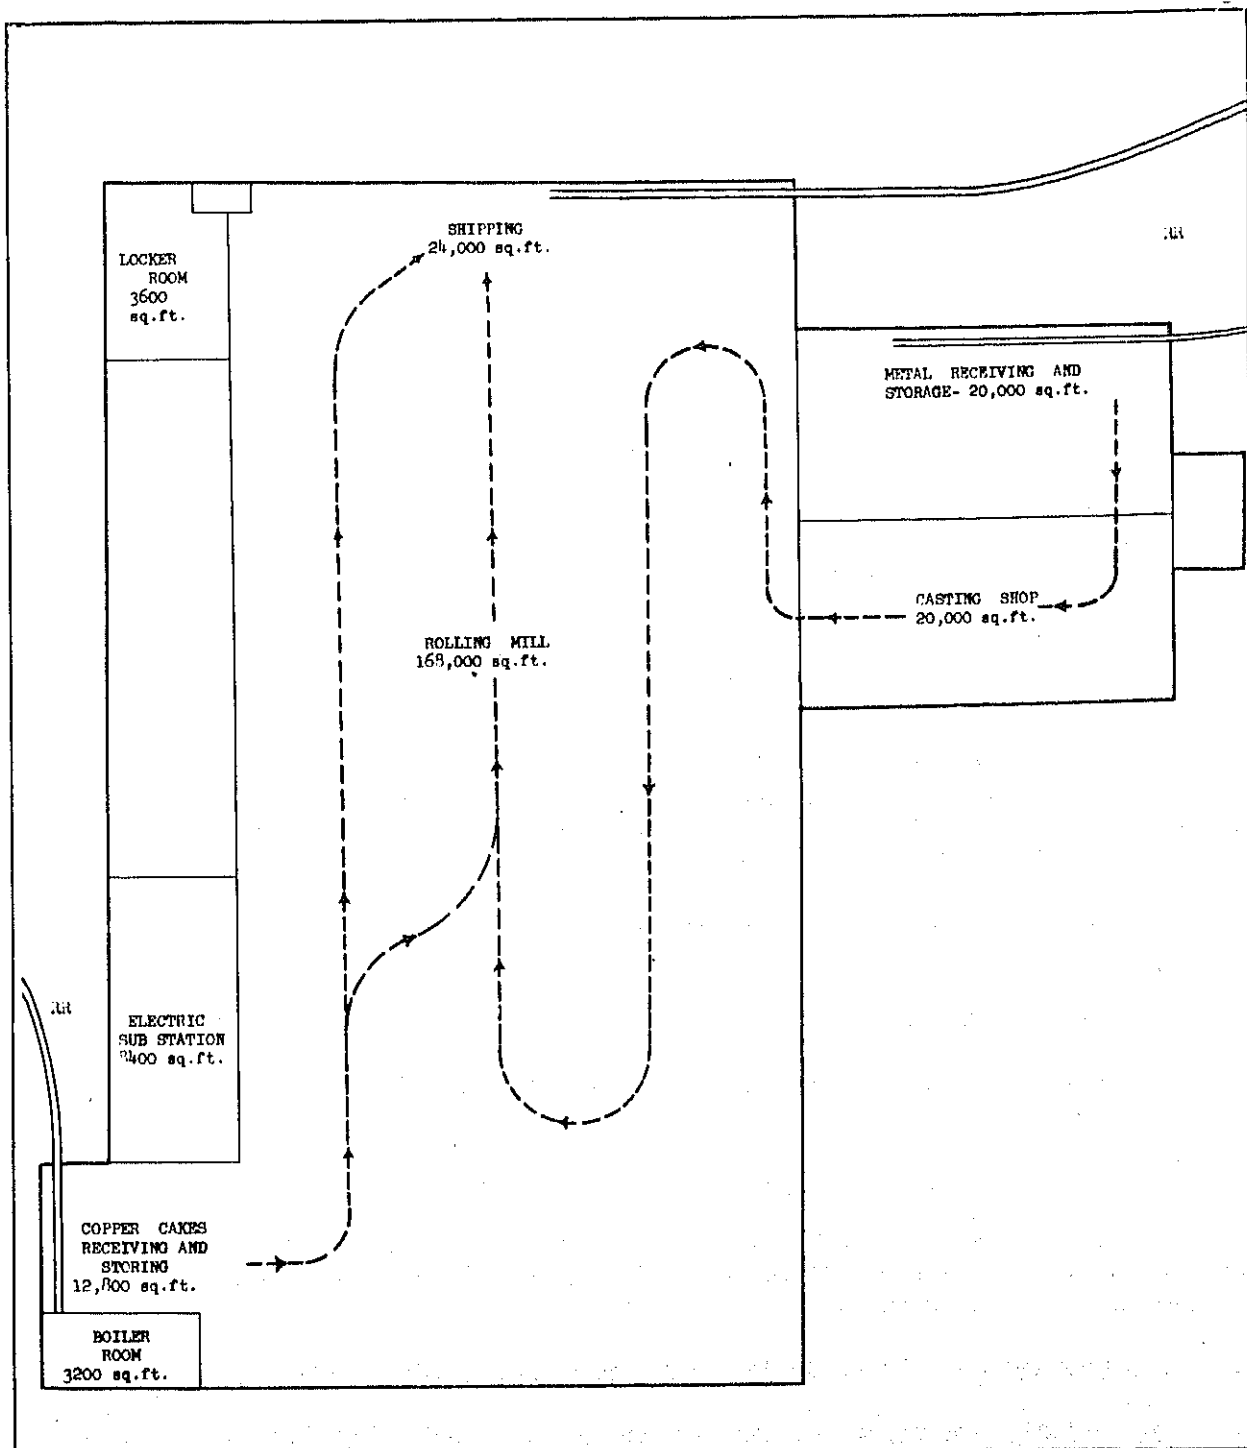 SHIPPING
24,000 sq.ft.
RR
LOCKER
ROOM
3600
sq.ft.
METAL RECEIVING AND
STORAGE- 20,000 sq.ft.
CASTING SHOP
20,000 sq.ft.
ROLLING MILL
168,000 sq.ft.
RR
ELECTRIC
SUB STATION
8400 sq.ft.
COPPER CAKES
RECEIVING AND
STORING
12,800 sq.ft.
BOILER
ROOM
3200 sq.ft.